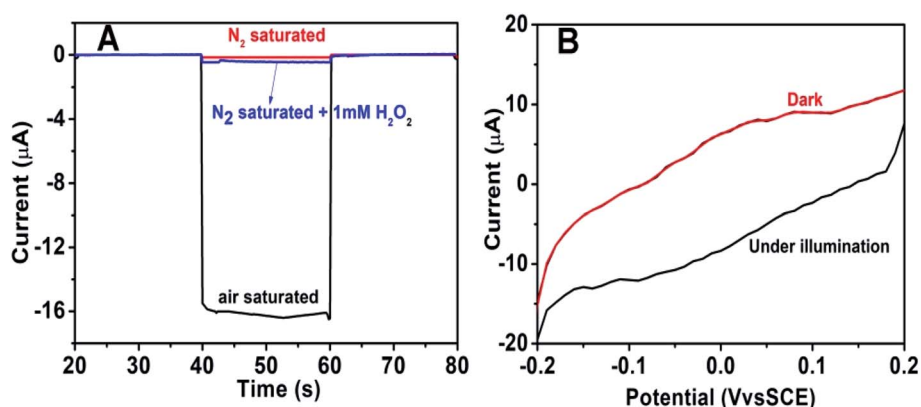 A
N₂ saturated
N₂ saturated + 1mM H₂O₂
air saturated
0
-4
-8
-12
-16
20 30 40 50 60 70 80
Time (s)
Current (μA)
B
Dark
Under illumination
20
10
0
-10
-20
-0.2 -0.1 0.0 0.1 0.2
Potential (VvsSCE)
Current (μA)